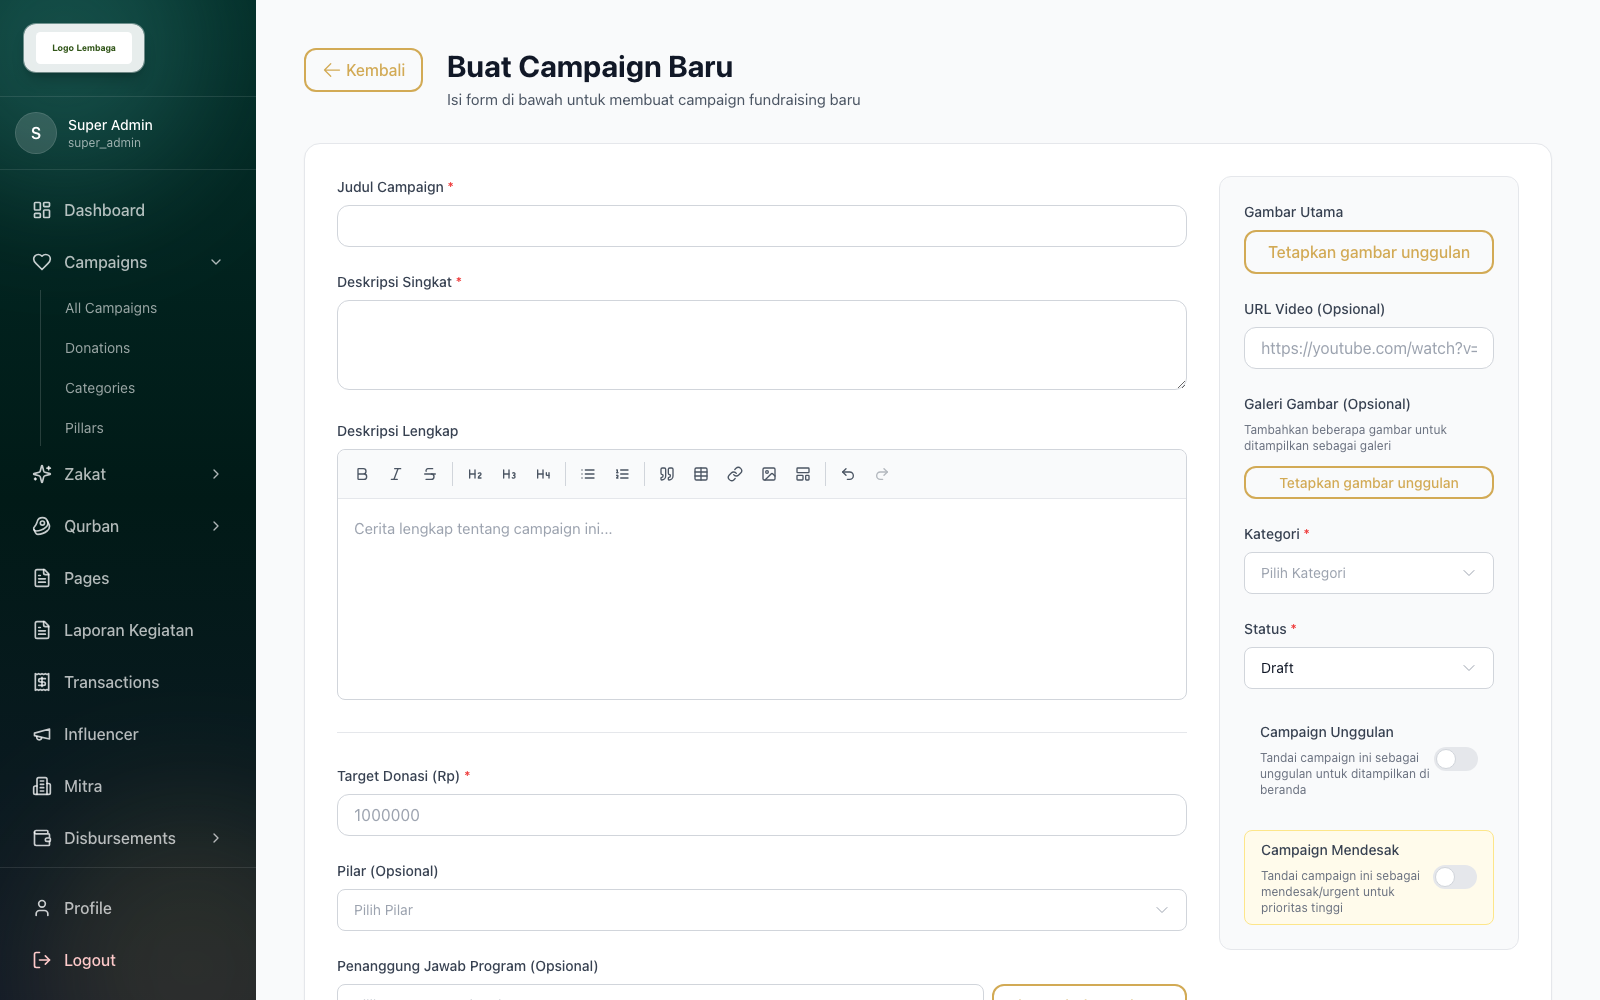 Logo Lembaga
S
Super Admin
super_admin
Dashboard
Campaigns
All Campaigns
Donations
Categories
Pillars
Zakat
Qurban
Pages
Laporan Kegiatan
Transactions
Influencer
Mitra
Disbursements
Profile
Logout
Kembali
Buat Campaign Baru
Isi form di bawah untuk membuat campaign fundraising baru
Judul Campaign *
Deskripsi Singkat *
Deskripsi Lengkap
B I S H2 H3 H4
Cerita lengkap tentang campaign ini...
Target Donasi (Rp) *
1000000
Pilar (Opsional)
Pilih Pilar
Penanggung Jawab Program (Opsional)
Gambar Utama
Tetapkan gambar unggulan
URL Video (Opsional)
https://youtube.com/watch?v=
Galeri Gambar (Opsional)
Tambahkan beberapa gambar untuk
ditampilkan sebagai galeri
Tetapkan gambar unggulan
Kategori *
Pilih Kategori
Status *
Draft
Campaign Unggulan
Tandai campaign ini sebagai
unggulan untuk ditampilkan di
beranda
Campaign Mendesak
Tandai campaign ini sebagai
mendesak/urgent untuk
prioritas tinggi